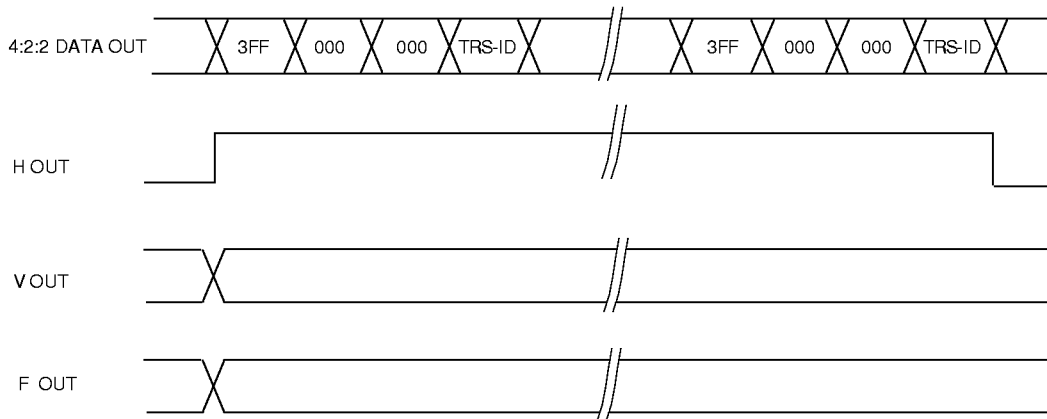 4:2:2 DATA OUT 3FF 000 000 TRS-ID 3FF 000 000 TRS-ID
H OUT
V OUT
F OUT